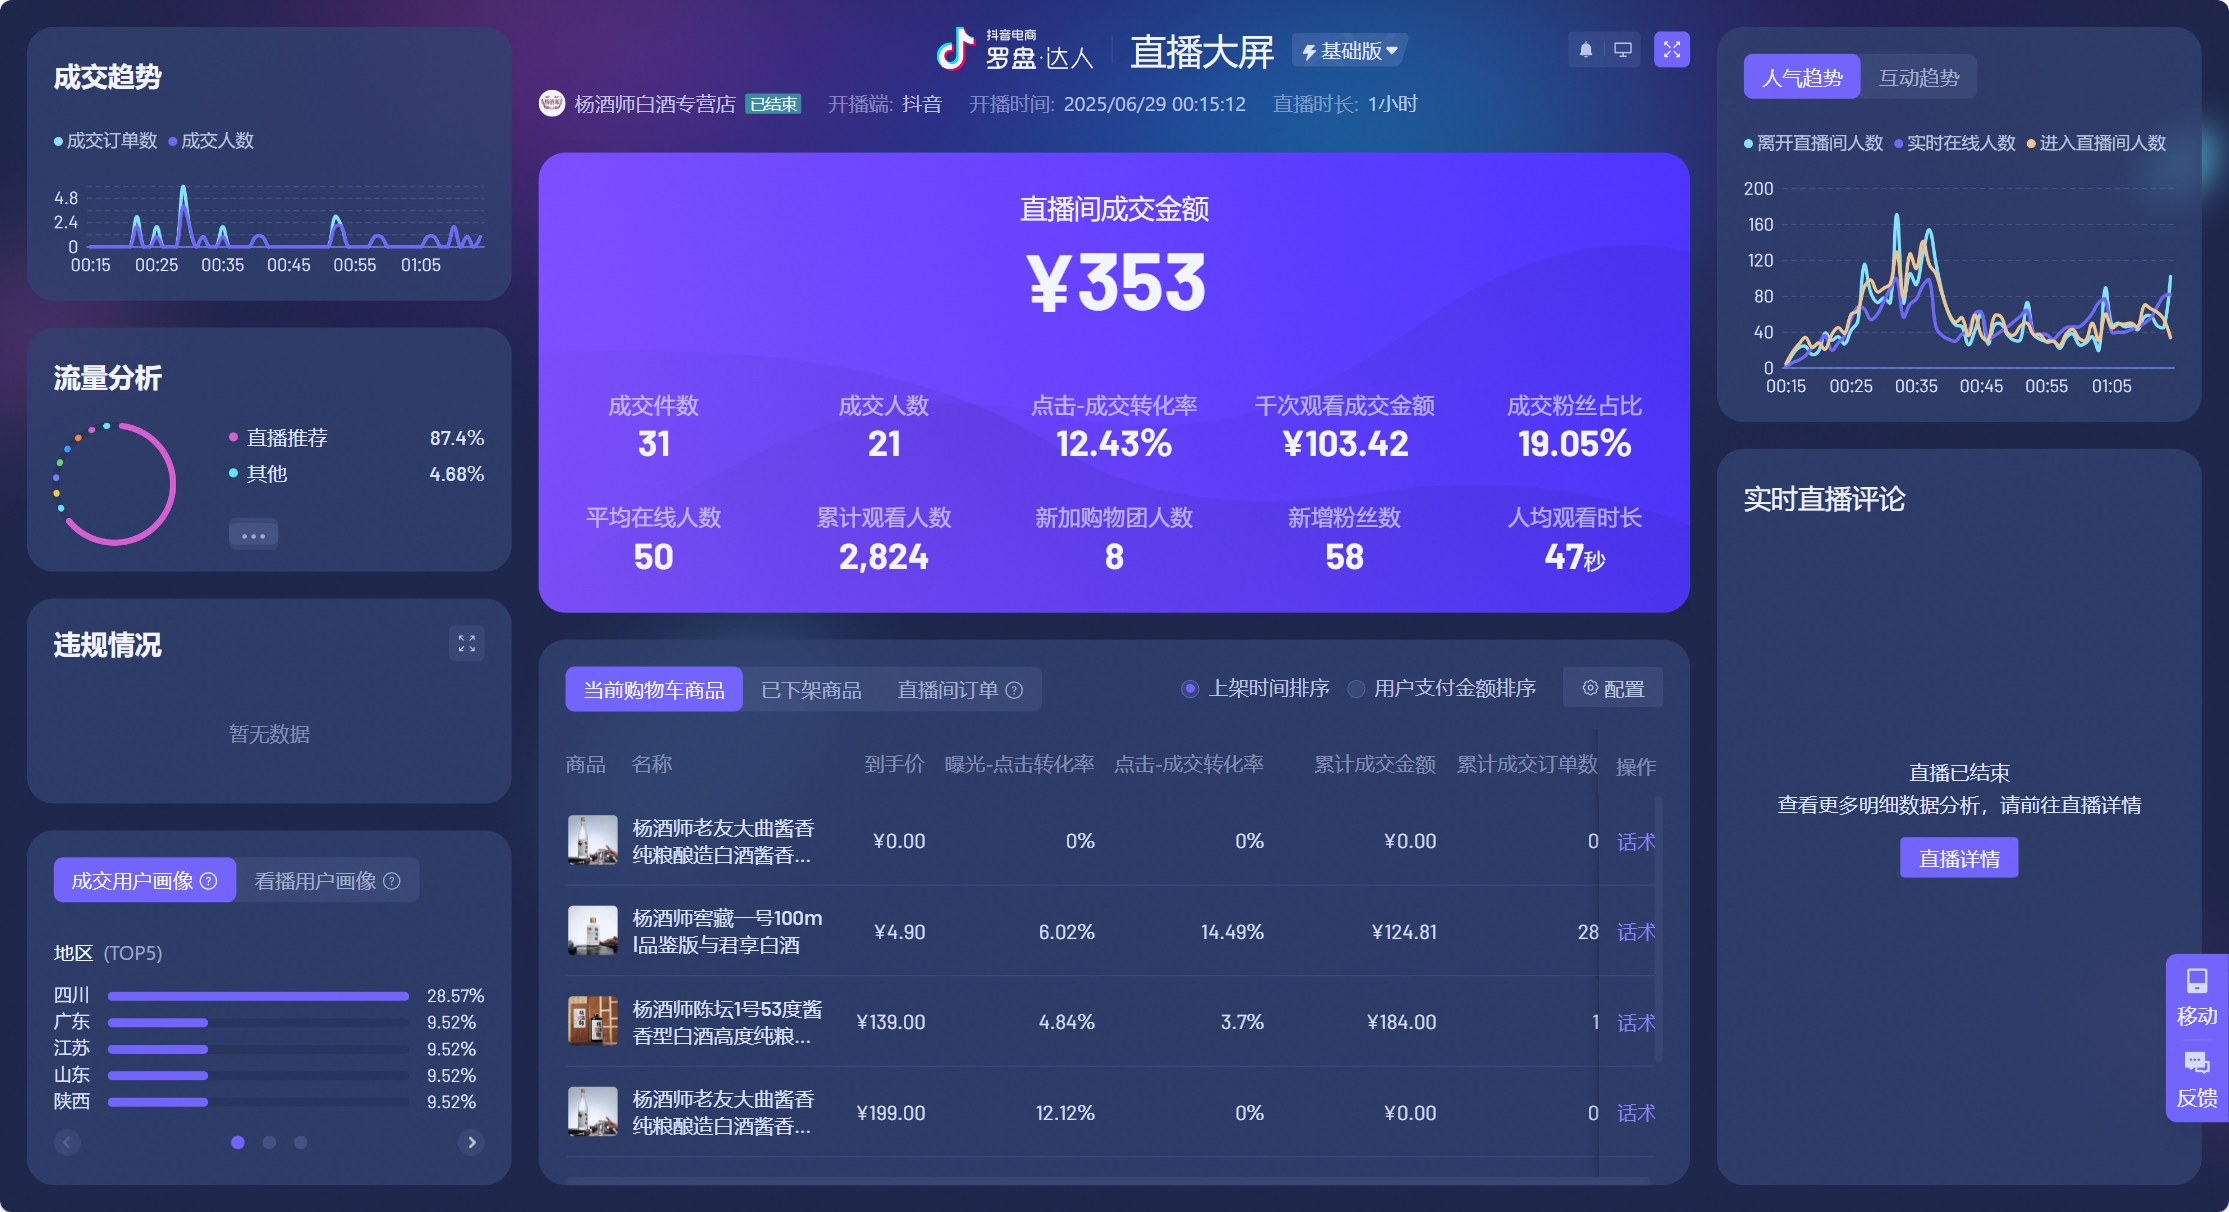 抖音电商
罗盘·达人
直播大屏
基础版
杨酒师白酒专营店 已结束 开播端: 抖音 开播时间: 2025/06/29 00:15:12 直播时长: 1小时
成交趋势
成交订单数 成交人数
4.8
2.4
0
00:15 00:25 00:35 00:45 00:55 01:05
流量分析
直播推荐 87.4%
其他 4.68%
...
违规情况
暂无数据
成交用户画像 ? 看播用户画像 ?
地区 (TOP5)
四川 28.57%
广东 9.52%
江苏 9.52%
山东 9.52%
陕西 9.52%
直播间成交金额
¥353
成交件数 成交人数 点击-成交转化率 千次观看成交金额 成交粉丝占比
31 21 12.43% ¥103.42 19.05%
平均在线人数 累计观看人数 新加购物团人数 新增粉丝数 人均观看时长
50 2,824 8 58 47秒
当前购物车商品 已下架商品 直播间订单 ? 上架时间排序 用户支付金额排序 配置
商品 名称 到手价 曝光-点击转化率 点击-成交转化率 累计成交金额 累计成交订单数 操作
杨酒师老友大曲酱香
纯粮酿造白酒酱香... ¥0.00 0% 0% ¥0.00 0 话术
杨酒师窖藏一号100m
l品鉴版与君享白酒 ¥4.90 6.02% 14.49% ¥124.81 28 话术
杨酒师陈坛1号53度酱
香型白酒高度纯粮... ¥139.00 4.84% 3.7% ¥184.00 1 话术
杨酒师老友大曲酱香
纯粮酿造白酒酱香... ¥199.00 12.12% 0% ¥0.00 0 话术
人气趋势 互动趋势
离开直播间人数 实时在线人数 进入直播间人数
200
160
120
80
40
0
00:15 00:25 00:35 00:45 00:55 01:05
实时直播评论
直播已结束
查看更多明细数据分析，请前往直播详情
直播详情
移动
反馈